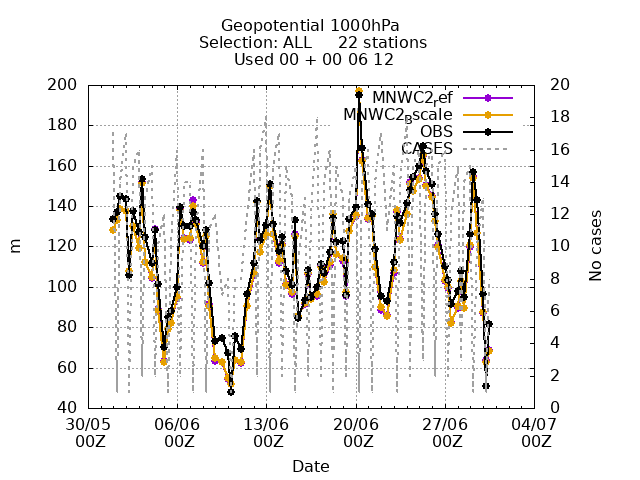 Geopotential 1000hPa
Selection: ALL     22 stations
Used 00 + 00 06 12
MNWC2ref
MNWC2Bscale
OBS
CASES
200
180
160
140
120
100
80
60
40
m
20
18
16
14
12
10
8
6
4
2
0
No cases
30/05 06/06 13/06 20/06 27/06 04/07
00Z 00Z 00Z 00Z 00Z 00Z
Date